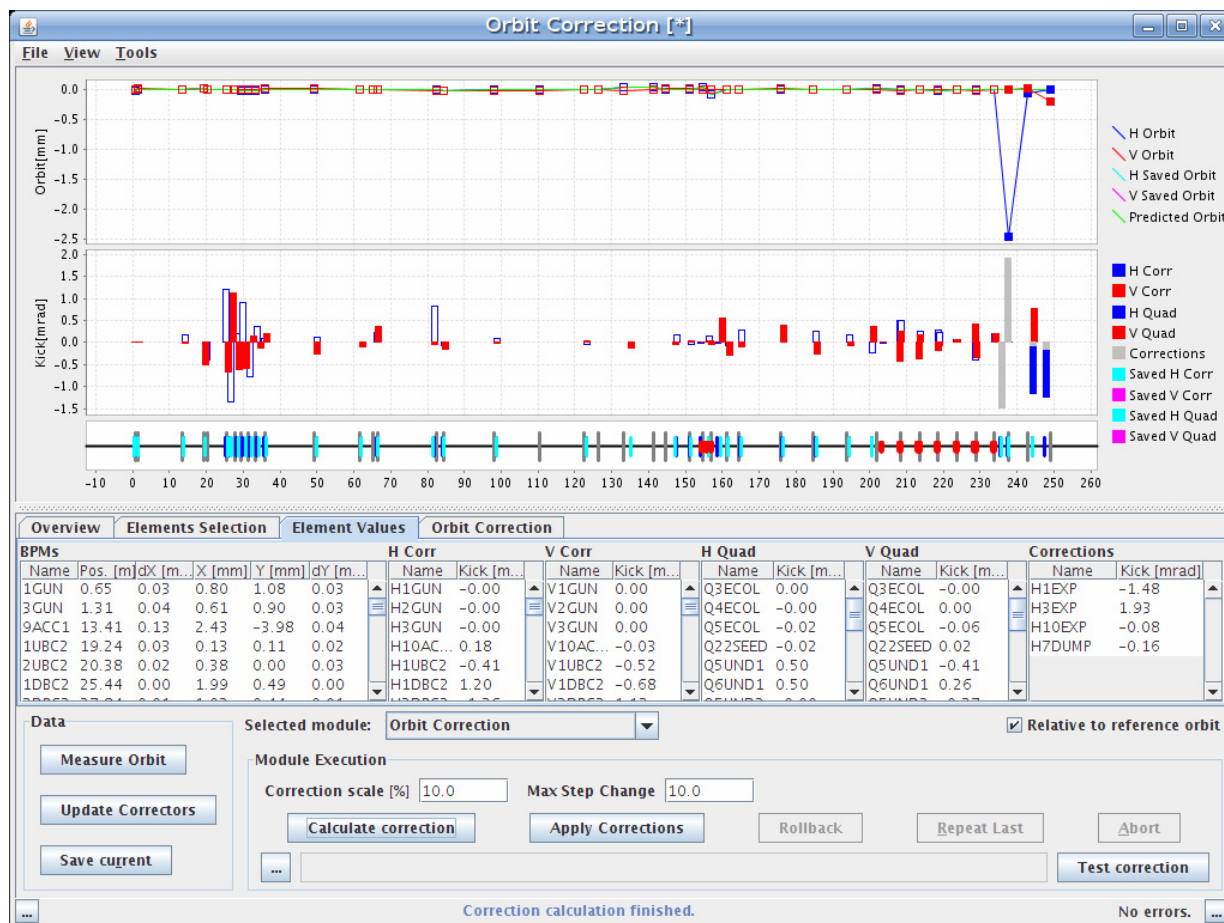 Orbit Correction [*]
File View Tools
0.0
-0.5
-1.0
-1.5
-2.0
-2.5
Orbit[mm]
H Orbit
V Orbit
H Saved Orbit
V Saved Orbit
Predicted Orbit
2.0
1.5
1.0
0.5
0.0
-0.5
-1.0
-1.5
Kick[mrad]
H Corr
V Corr
H Quad
V Quad
Corrections
Saved H Corr
Saved V Corr
Saved H Quad
Saved V Quad
-10 0 10 20 30 40 50 60 70 80 90 100 110 120 130 140 150 160 170 180 190 200 210 220 230 240 250 260
Overview Elements Selection Element Values Orbit Correction
BPMs H Corr V Corr H Quad V Quad Corrections
Name Pos. [m] dX [m... X [mm] Y [mm] dY [m... Name Kick [m... Name Kick [m... Name Kick [m... Name Kick [m... Name Kick [mrad]
1GUN 0.65 0.03 0.80 1.08 0.03 H1GUN -0.00 V1GUN 0.00 Q3ECOL 0.00 Q3ECOL -0.00 H1EXP -1.48
3GUN 1.31 0.04 0.61 0.90 0.03 H2GUN -0.00 V2GUN 0.00 Q4ECOL -0.00 Q4ECOL 0.00 H3EXP 1.93
9ACC1 13.41 0.13 2.43 -3.98 0.04 H3GUN -0.00 V3GUN 0.00 Q5ECOL -0.02 Q5ECOL -0.06 H10EXP -0.08
1UBC2 19.24 0.03 0.13 0.11 0.02 H10AC... 0.18 V10AC... -0.03 Q22SEED -0.02 Q22SEED 0.02 H7DUMP -0.16
2UBC2 20.38 0.02 0.38 0.00 0.03 H1UBC2 -0.41 V1UBC2 -0.52 Q5UND1 0.50 Q5UND1 -0.41
1DBC2 25.44 0.00 1.99 0.49 0.00 H1DBC2 1.20 V1DBC2 -0.68 Q6UND1 0.50 Q6UND1 0.26
Data
Measure Orbit
Update Correctors
Save current
Selected module: Orbit Correction Relative to reference orbit
Module Execution
Correction scale [%] 10.0 Max Step Change 10.0
Calculate correction Apply Corrections Rollback Repeat Last Abort
... Test correction
... Correction calculation finished. No errors. ...